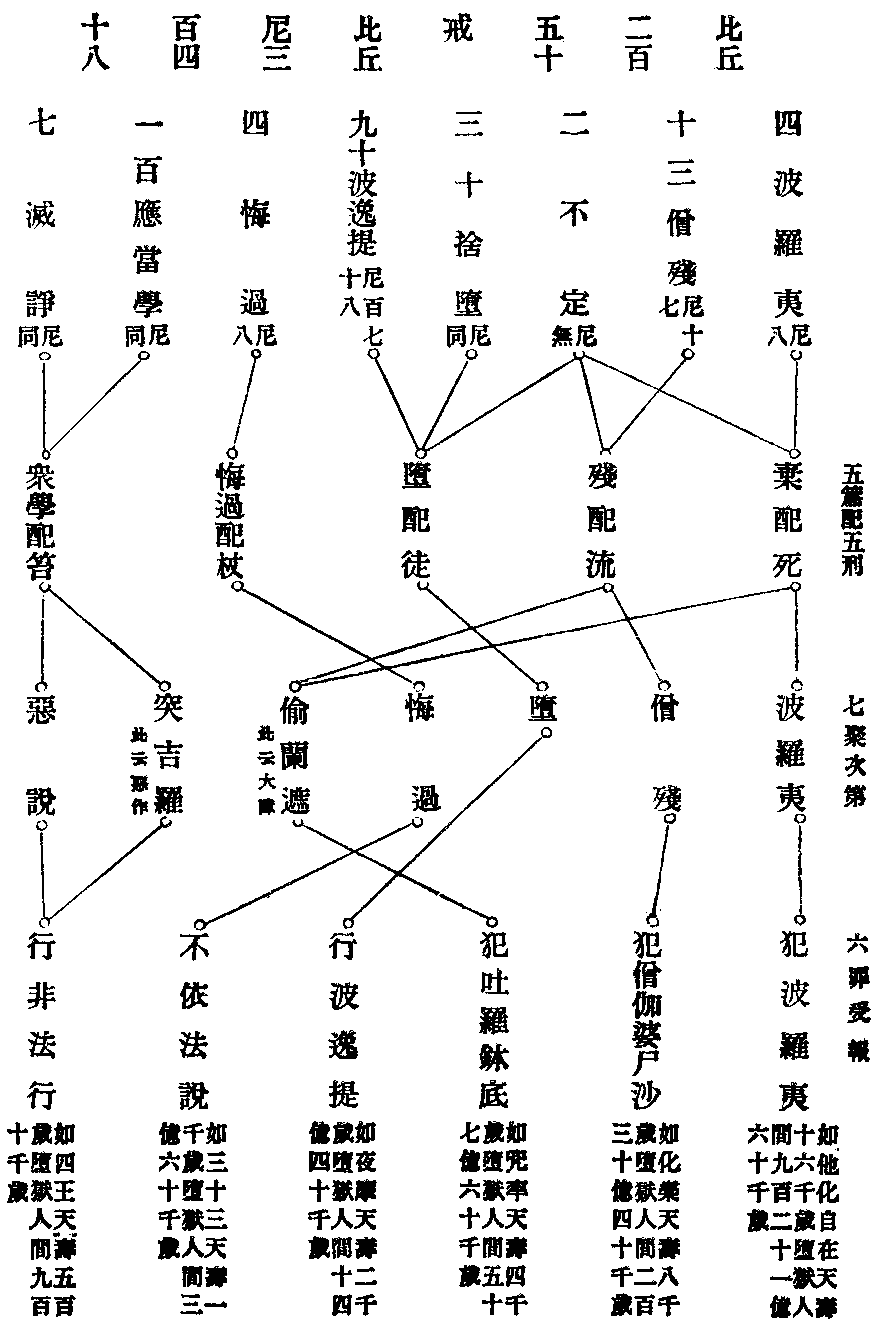 比丘
二百
五十
戒
比丘
尼三
百四
十八
四波羅夷
尼八
十三僧殘
尼十七
二不定
尼無
三十捨墮
尼同
九十波逸提
尼百七
十八
四悔過
尼八
一百應當學
尼同
七滅諍
尼同
五篇配五刑
棄配死
殘配流
墮配徒
悔過配杖
衆學配笞
七聚次第
波羅夷
僧殘
墮
悔過
偷蘭遮
此云大障
突吉羅
此云惡作
惡說
六罪受報
犯波羅夷
如他化自在天壽
十六千歲墮獄人
間九百二十一億
六十千歲
犯僧伽婆尸沙
如化樂天壽八千
歲墮獄人間二百
三十億四十千歲
犯吐羅鉢底
如兜率天壽四千
歲墮獄人間五十
七億六十千歲
行波逸提
如夜摩天壽二千
歲墮獄人間十四
億四十千歲
不依法說
如三十三天壽一
千歲墮獄人間三
億六十千歲
行非法行
如四王天壽五百
歲墮獄人間九百
十千歲